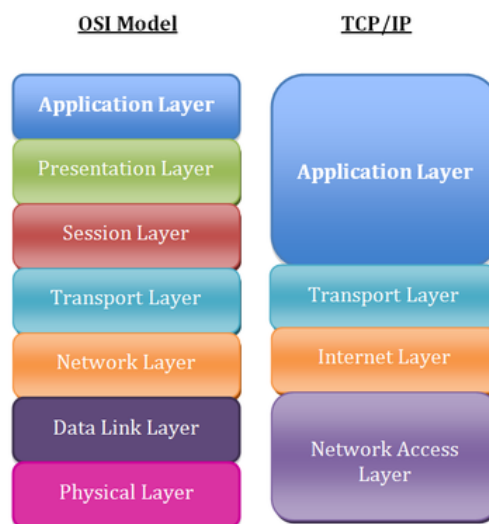 OSI Model
Application Layer
Presentation Layer
Session Layer
Transport Layer
Network Layer
Data Link Layer
Physical Layer
TCP/IP
Application Layer
Transport Layer
Internet Layer
Network Access
Layer